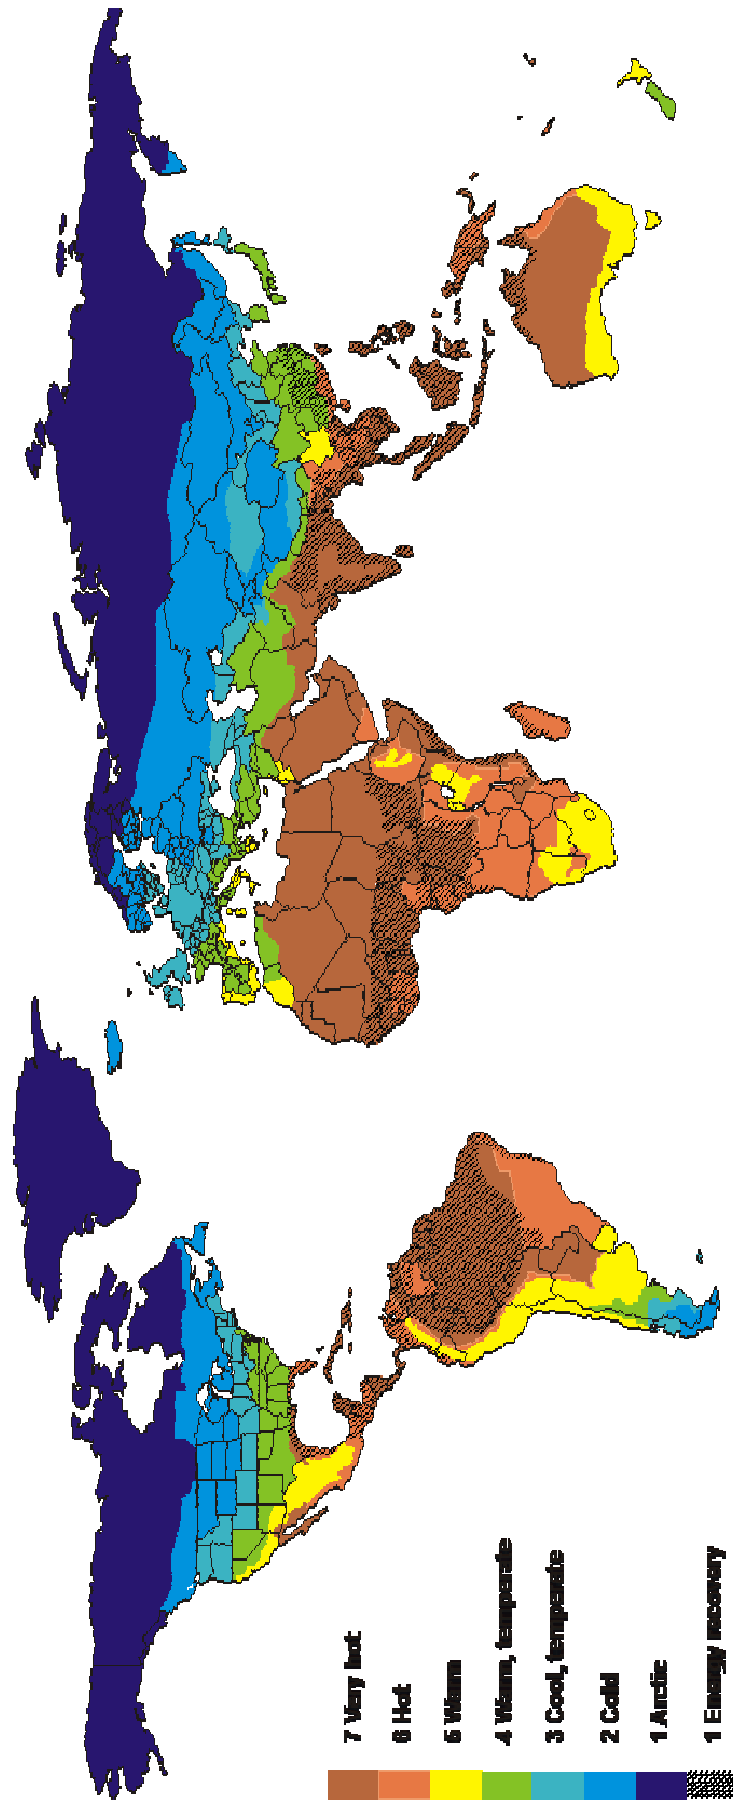 7 Very hot
6 Hot
5 Warm
4 Warm, temperate
3 Cool, temperate
2 Cold
1 Arctic
1 Energy recovery